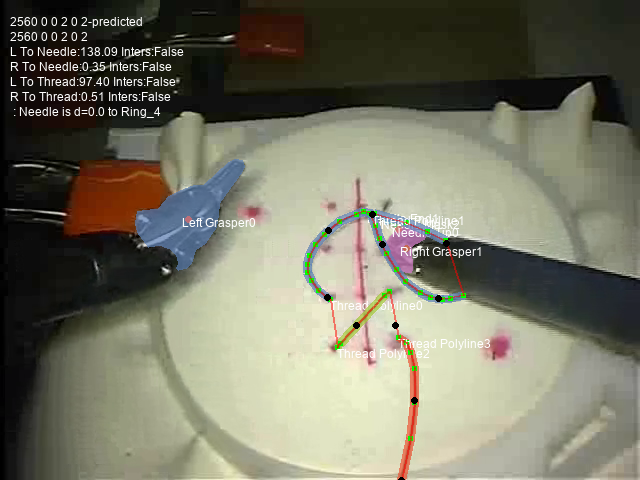 2560 0 0 2 0 2-predicted
2560 0 0 2 0 2
L To Needle:138.09 Inters:False
R To Needle:0.35 Inters:False
L To Thread:97.40 Inters:False
R To Thread:0.51 Inters:False
: Needle is d=0.0 to Ring_4
Left Grasper0
Right Grasper1
Thread Polyline0
Thread Polyline3
Thread Polyline2